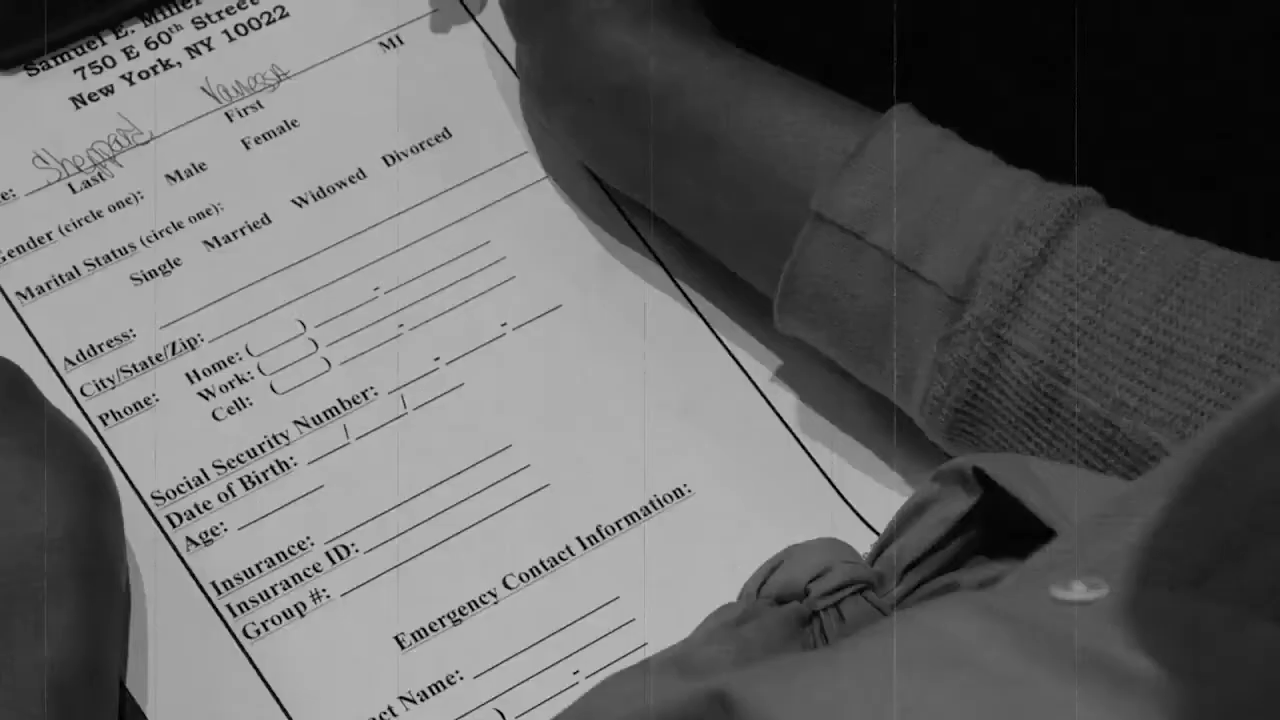 Samuel E. Miller
750 E 60th Street
New York, NY 10022
Sheppard Vanessa
Last First MI
Gender (circle one): Male Female
Marital Status (circle one):
Single Married Widowed Divorced
Address:
City/State/Zip:
Phone: Home: ( ) -
Work: ( ) -
Cell: ( ) -
Social Security Number: - -
Date of Birth: / /
Age:
Insurance:
Insurance ID:
Group #:
Emergency Contact Information:
Name: